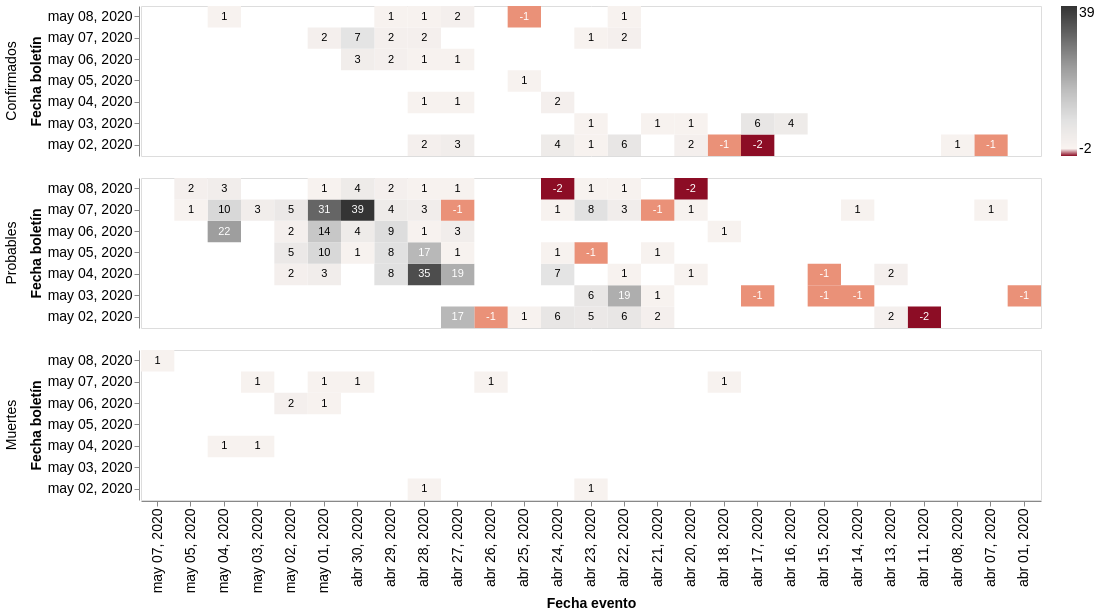 Confirmados
Fecha boletín
may 08, 2020 1 1 1 2 -1 1
may 07, 2020 2 7 2 2 1 2
may 06, 2020 3 2 1 1
may 05, 2020 1
may 04, 2020 1 1 2
may 03, 2020 1 1 1 6 4
may 02, 2020 2 3 4 1 6 2 -1 -2 1 -1
39
-2
Probables
Fecha boletín
may 08, 2020 2 3 1 4 2 1 1 -2 1 1 -2
may 07, 2020 1 10 3 5 31 39 4 3 -1 1 8 3 -1 1 1 1
may 06, 2020 22 2 14 4 9 1 3 1
may 05, 2020 5 10 1 8 17 1 1 -1 1
may 04, 2020 2 3 8 35 19 7 1 1 -1 2
may 03, 2020 6 19 1 -1 -1 -1 -1
may 02, 2020 17 -1 1 6 5 6 2 2 -2
Muertes
Fecha boletín
may 08, 2020 1
may 07, 2020 1 1 1 1 1
may 06, 2020 2 1
may 05, 2020
may 04, 2020 1 1
may 03, 2020
may 02, 2020 1 1
may 07, 2020
may 05, 2020
may 04, 2020
may 03, 2020
may 02, 2020
may 01, 2020
abr 30, 2020
abr 29, 2020
abr 28, 2020
abr 27, 2020
abr 26, 2020
abr 25, 2020
abr 24, 2020
abr 23, 2020
abr 22, 2020
abr 21, 2020
abr 20, 2020
abr 18, 2020
abr 17, 2020
abr 16, 2020
abr 15, 2020
abr 14, 2020
abr 13, 2020
abr 11, 2020
abr 08, 2020
abr 07, 2020
abr 01, 2020
Fecha evento